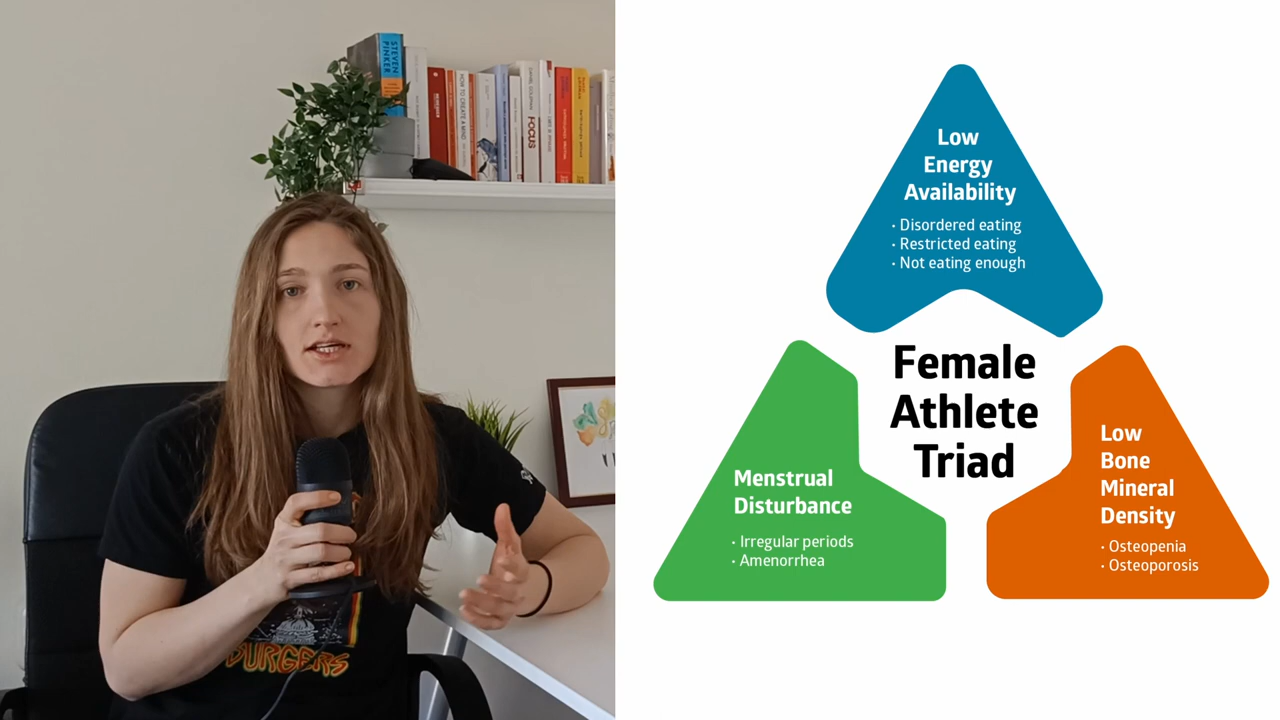 STEVEN
PINKER
HOW TO CREATE A MIND
FOCUS
BURGERS
Low
Energy
Availability
· Disordered eating
· Restricted eating
· Not eating enough
Female
Athlete
Triad
Menstrual
Disturbance
· Irregular periods
· Amenorrhea
Low
Bone
Mineral
Density
· Osteopenia
· Osteoporosis